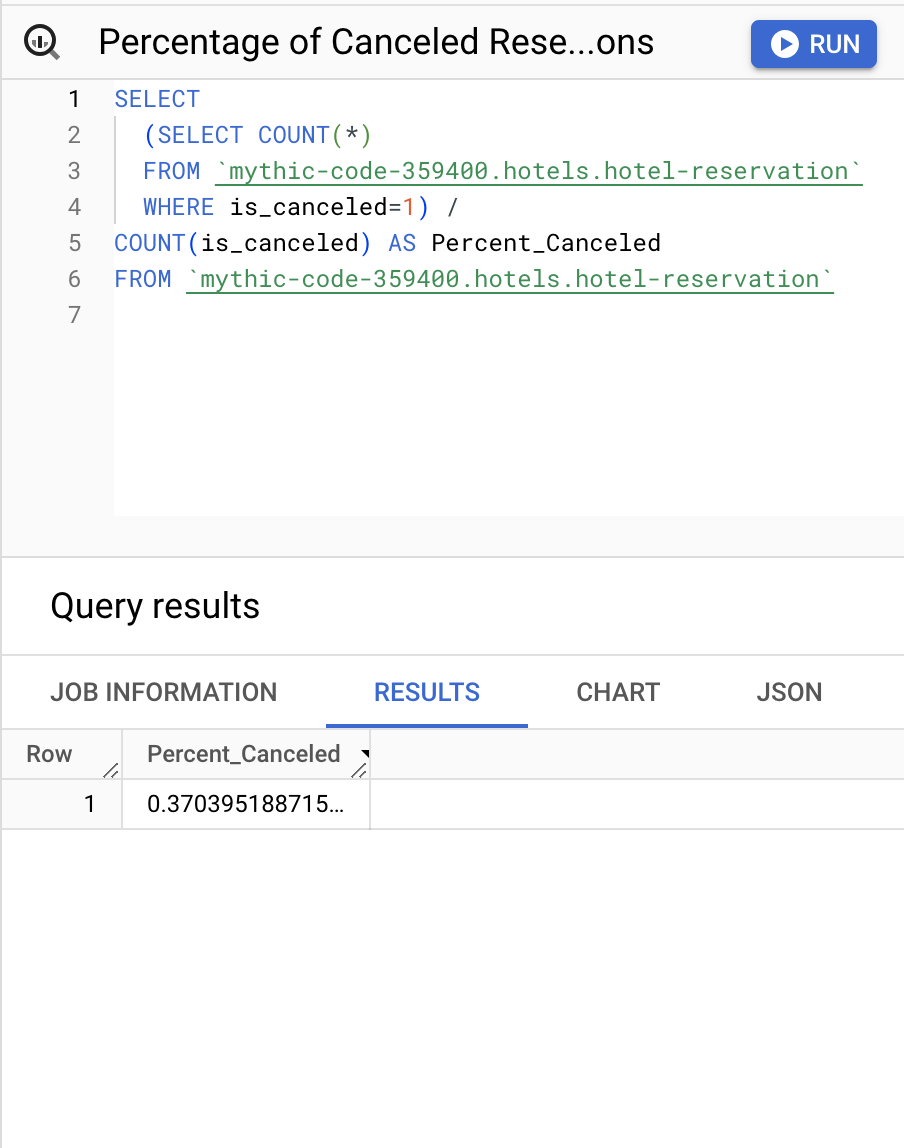 Percentage of Canceled Rese...ons
RUN
1 SELECT
2 (SELECT COUNT(*)
3 FROM `mythic-code-359400.hotels.hotel-reservation`
4 WHERE is_canceled=1) /
5 COUNT(is_canceled) AS Percent_Canceled
6 FROM `mythic-code-359400.hotels.hotel-reservation`
7
Query results
JOB INFORMATION RESULTS CHART JSON
Row Percent_Canceled
1 0.370395188715...